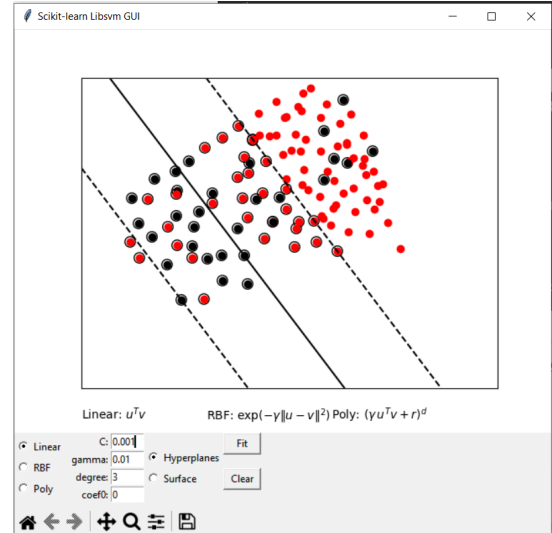 Scikit-learn Libsvm GUI
Linear: uᵀv RBF: exp(−γ‖u − v‖²) Poly: (γ uᵀv + r)ᵈ
Linear C: 0.001 Fit
RBF gamma: 0.01 Hyperplanes
Poly degree: 3 Surface Clear
coef0: 0